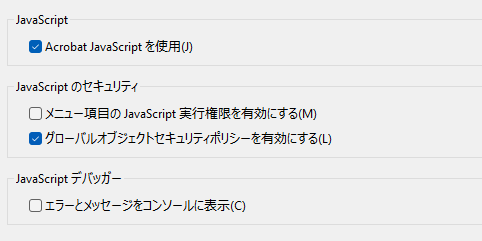 JavaScript
Acrobat JavaScript を使用(J)
JavaScript のセキュリティ
メニュー項目の JavaScript 実行権限を有効にする(M)
グローバルオブジェクトセキュリティポリシーを有効にする(L)
JavaScript デバッガー
エラーとメッセージをコンソールに表示(C)